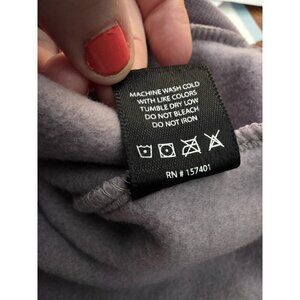 MACHINE WASH COLD
WITH LIKE COLORS
TUMBLE DRY LOW
DO NOT BLEACH
DO NOT IRON
RN # 157401